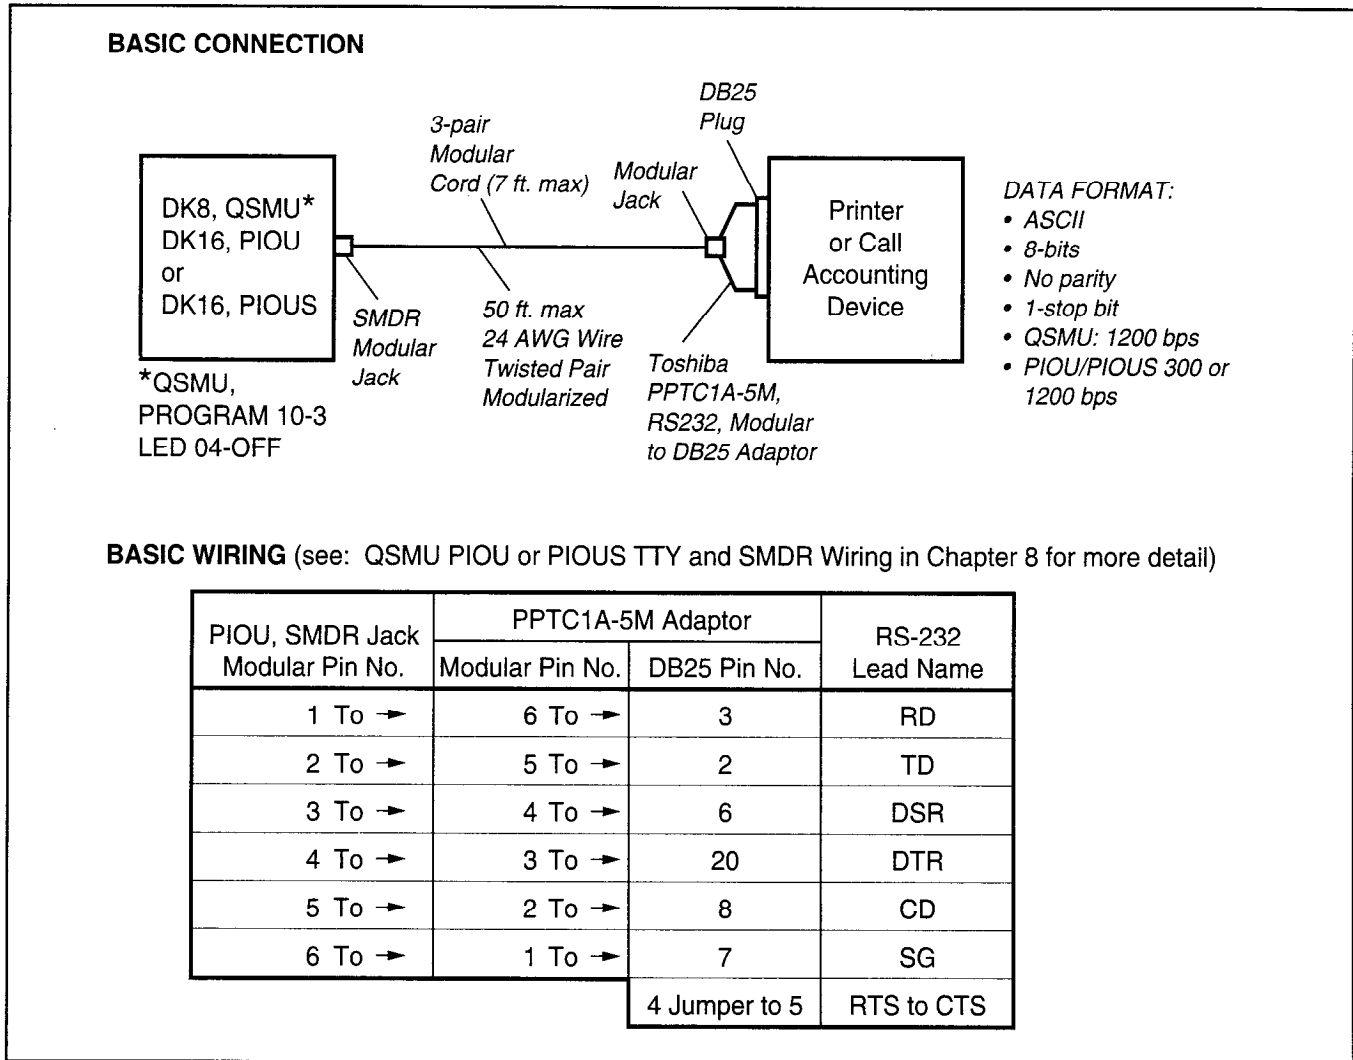 BASIC CONNECTION
DB25
Plug
3-pair
Modular
Cord (7 ft. max)
Modular
Jack
DK8, QSMU*
DK16, PIOU
or
DK16, PIOUS
Printer
or Call
Accounting
Device
DATA FORMAT:
• ASCII
• 8-bits
• No parity
• 1-stop bit
• QSMU: 1200 bps
• PIOU/PIOUS 300 or
1200 bps
SMDR
Modular
Jack
50 ft. max
24 AWG Wire
Twisted Pair
Modularized
Toshiba
PPTC1A-5M,
RS232, Modular
to DB25 Adaptor
*QSMU,
PROGRAM 10-3
LED 04-OFF
BASIC WIRING (see: QSMU PIOU or PIOUS TTY and SMDR Wiring in Chapter 8 for more detail)
PIOU, SMDR Jack
Modular Pin No.
PPTC1A-5M Adaptor
Modular Pin No.
DB25 Pin No.
RS-232
Lead Name
1 To → 6 To → 3 RD
2 To → 5 To → 2 TD
3 To → 4 To → 6 DSR
4 To → 3 To → 20 DTR
5 To → 2 To → 8 CD
6 To → 1 To → 7 SG
4 Jumper to 5 RTS to CTS